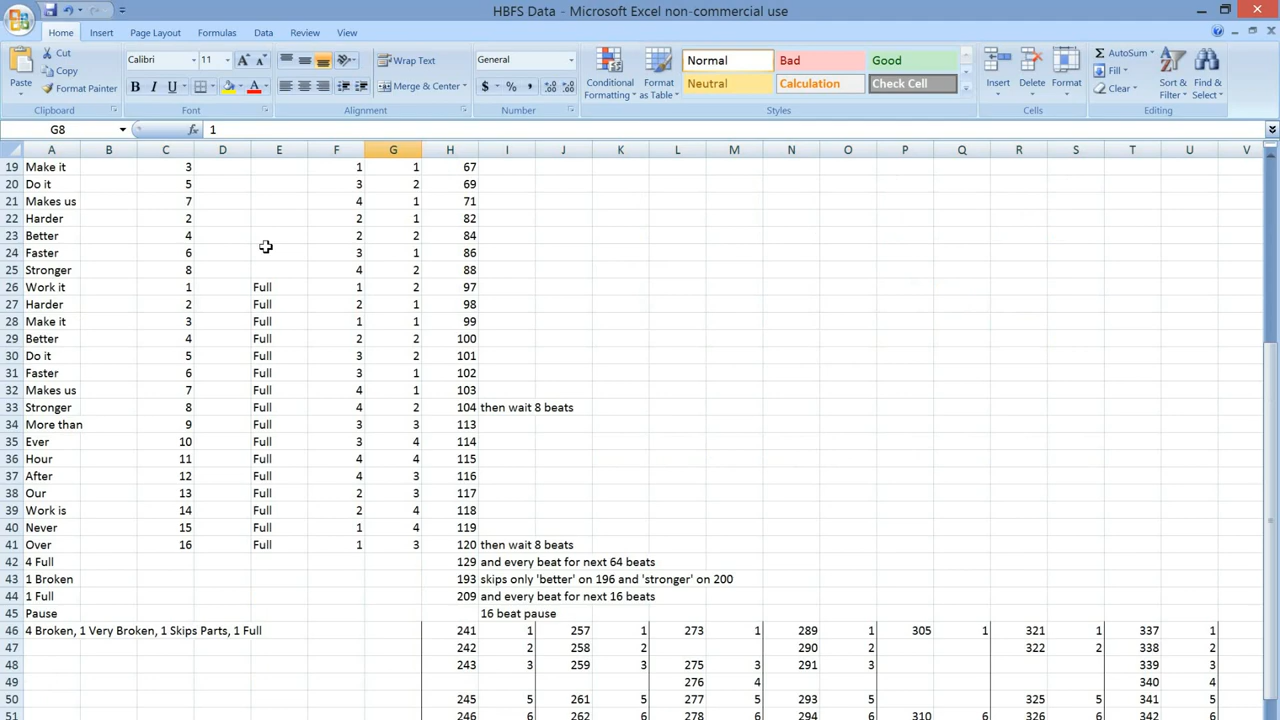 HBFS Data - Microsoft Excel non-commercial use
Home Insert Page Layout Formulas Data Review View
Paste Cut Copy Format Painter Clipboard
Calibri 11 B I U Font
Wrap Text Merge & Center Alignment
General $ % , Number
Conditional Formatting Format as Table Normal Bad Good Neutral Calculation Check Cell Styles
Insert Delete Format Cells
AutoSum Fill Clear Sort & Filter Find & Select Editing
G8 fx 1
A B C D E F G H I J K L M N O P Q R S T U V
19 Make it 3 1 1 67
20 Do it 5 3 2 69
21 Makes us 7 4 1 71
22 Harder 2 2 1 82
23 Better 4 2 2 84
24 Faster 6 3 1 86
25 Stronger 8 4 2 88
26 Work it 1 Full 1 2 97
27 Harder 2 Full 2 1 98
28 Make it 3 Full 1 1 99
29 Better 4 Full 2 2 100
30 Do it 5 Full 3 2 101
31 Faster 6 Full 3 1 102
32 Makes us 7 Full 4 1 103
33 Stronger 8 Full 4 2 104 then wait 8 beats
34 More than 9 Full 3 3 113
35 Ever 10 Full 3 4 114
36 Hour 11 Full 4 4 115
37 After 12 Full 4 3 116
38 Our 13 Full 2 3 117
39 Work is 14 Full 2 4 118
40 Never 15 Full 1 4 119
41 Over 16 Full 1 3 120 then wait 8 beats
42 4 Full 129 and every beat for next 64 beats
43 1 Broken 193 skips only 'better' on 196 and 'stronger' on 200
44 1 Full 209 and every beat for next 16 beats
45 Pause 16 beat pause
46 4 Broken, 1 Very Broken, 1 Skips Parts, 1 Full 241 1 257 1 273 1 289 1 305 1 321 1 337 1
47 242 2 258 2 290 2 322 2 338 2
48 243 3 259 3 275 3 291 3 339 3
49 276 4 340 4
50 245 5 261 5 277 5 293 5 325 5 341 5
51 246 6 262 6 278 6 294 6 310 6 326 6 342 6